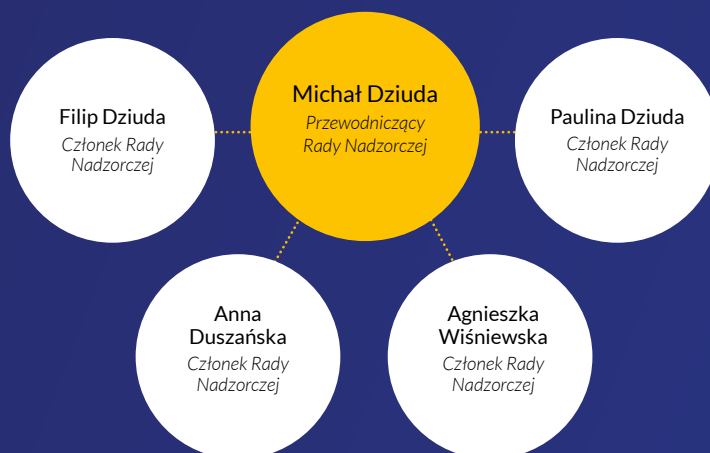 Filip Dziuda
Członek Rady
Nadzorczej
Michał Dziuda
Przewodniczący
Rady Nadzorczej
Paulina Dziuda
Członek Rady
Nadzorczej
Anna
Duszańska
Członek Rady
Nadzorczej
Agnieszka
Wiśniewska
Członek Rady
Nadzorczej